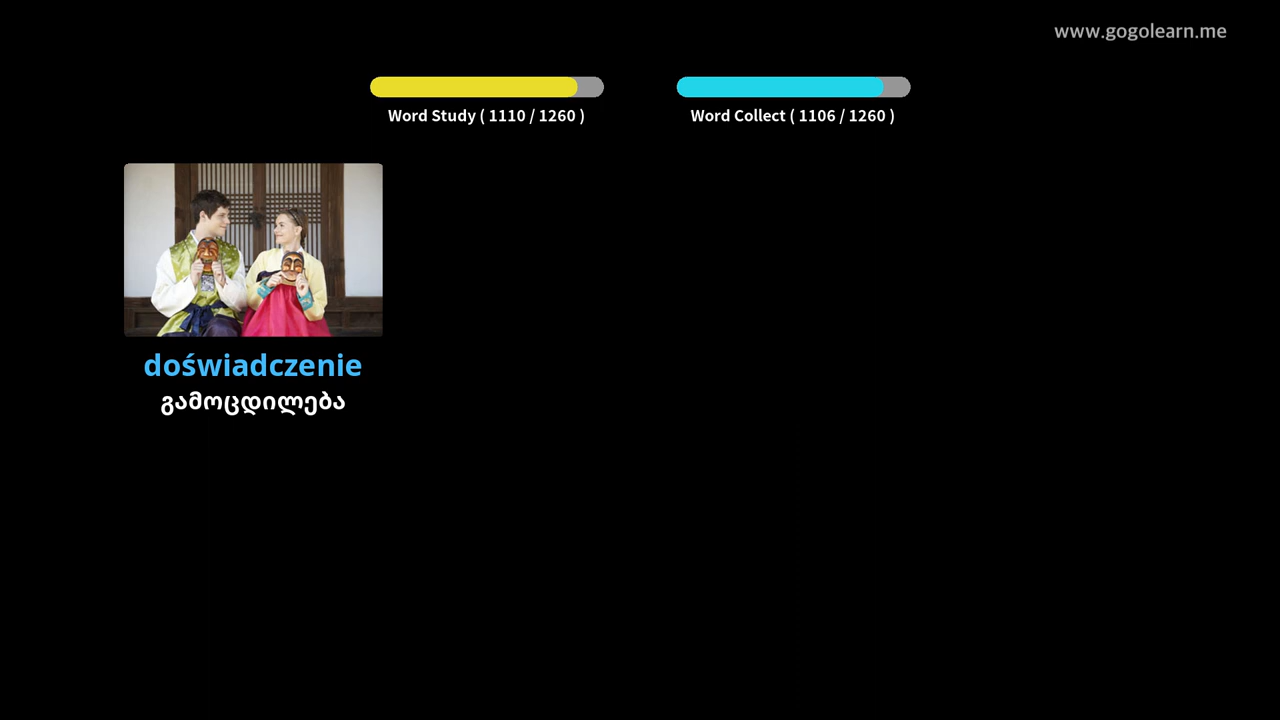 www.gogolearn.me
Word Study ( 1110 / 1260 )
Word Collect ( 1106 / 1260 )
doświadczenie
გამოცდილება